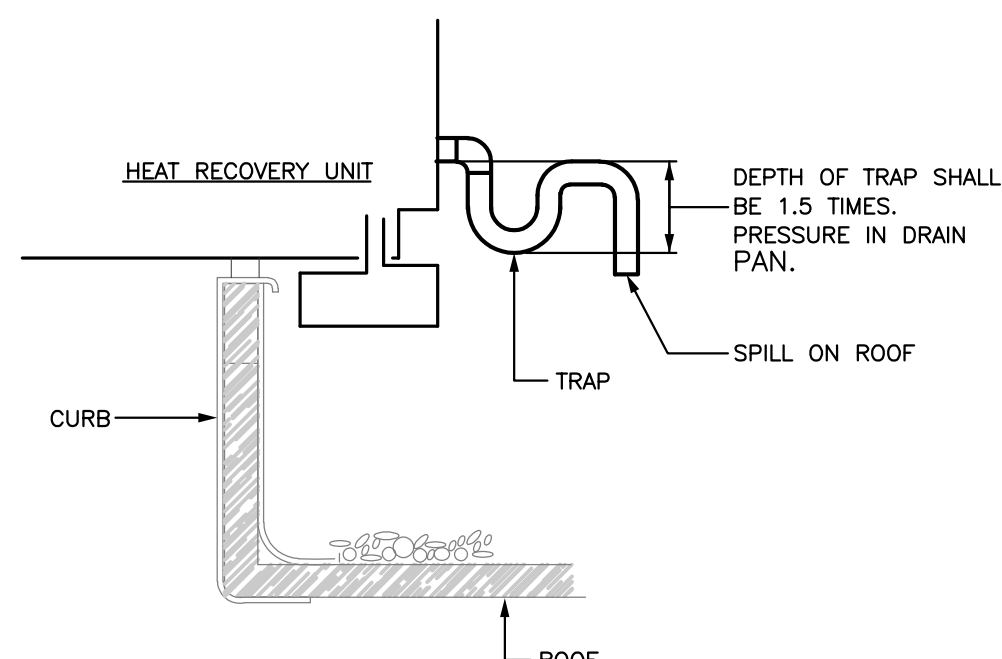 HEAT RECOVERY UNIT
DEPTH OF TRAP SHALL
BE 1.5 TIMES.
PRESSURE IN DRAIN
PAN.
SPILL ON ROOF
TRAP
CURB
ROOF